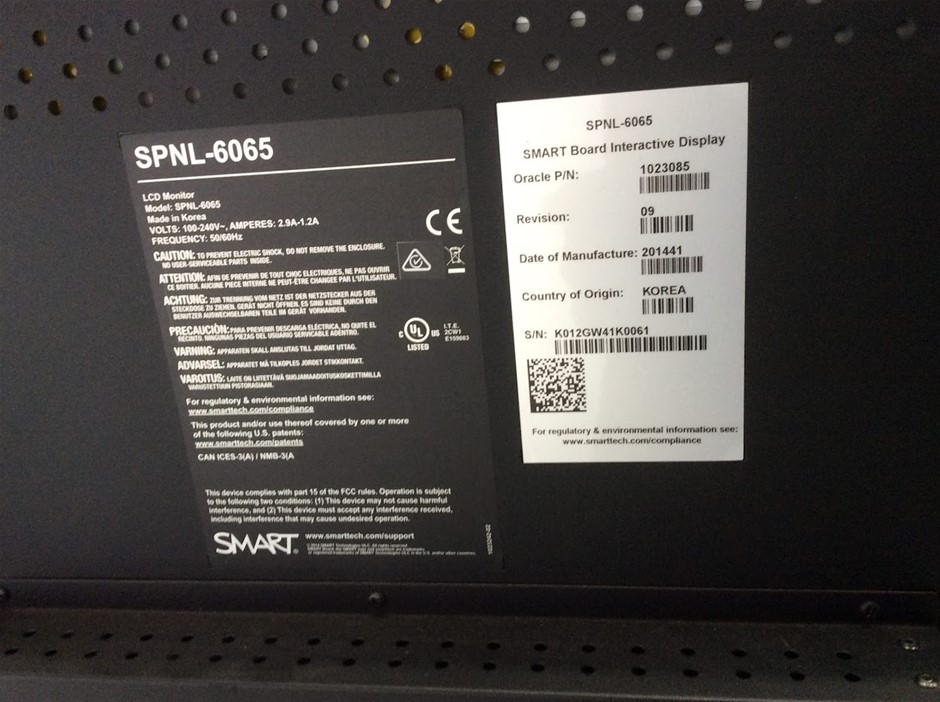 SPNL-6065
LCD Monitor
Model: SPNL-6065
Made in Korea
VOLTS: 100-240V~, AMPERES: 2.9A-1.2A
FREQUENCY: 50/60Hz
CAUTION: TO PREVENT ELECTRIC SHOCK, DO NOT REMOVE THE ENCLOSURE.
NO USER-SERVICEABLE PARTS INSIDE.
ATTENTION: AFIN DE PREVENIR DE TOUT CHOC ELECTRIQUES, NE PAS OUVRIR
CE BOITIER. AUCUNE PIECE INTERNE NE PEUT-ÊTRE CHANGEE PAR L'UTILISATEUR.
ACHTUNG: ZUR TRENNUNG VOM NETZ IST DER NETZSTECKER AUS DER
STECKDOSE ZU ZIEHEN. GERÄT NICHT ÖFFNEN. ES SIND KEINE DURCH DEN
BENUTZER AUSWECHSELBAREN TEILE IM GERÄT VORHANDEN.
PRECAUCIÓN: PARA PREVENIR DESCARGA ELÉCTRICA, NO QUITE EL
RECINTO. NINGUNAS PIEZAS DEL USUARIO SERVICEABLE ADENTRO.
VARNING: APPARATEN SKALL ANSLUTAS TILL JORDAT UTTAG.
ADVARSEL: APPARATET MÅ TILKOPLES JORDET STIKKONTAKT.
VAROITUS: LAITE ON LIITETTÄVÄ SUOJAMAADOITUSKOSKETTIMILLA
VARUSTETTUUN PISTORASIAAN.
CE
C UL US
LISTED
I.T.E.
2CW1
E159603
For regulatory & environmental information see:
www.smarttech.com/compliance
This product and/or use thereof covered by one or more
of the following U.S. patents:
www.smarttech.com/patents
CAN ICES-3(A) / NMB-3(A
This device complies with part 15 of the FCC rules. Operation is subject
to the following two conditions: (1) This device may not cause harmful
interference, and (2) This device must accept any interference received,
including interference that may cause undesired operation.
SMART
www.smarttech.com/support
SPNL-6065
SMART Board Interactive Display
Oracle P/N: 1023085
Revision: 09
Date of Manufacture: 201441
Country of Origin: KOREA
S/N: K012GW41K0061
For regulatory & environmental information see:
www.smarttech.com/compliance